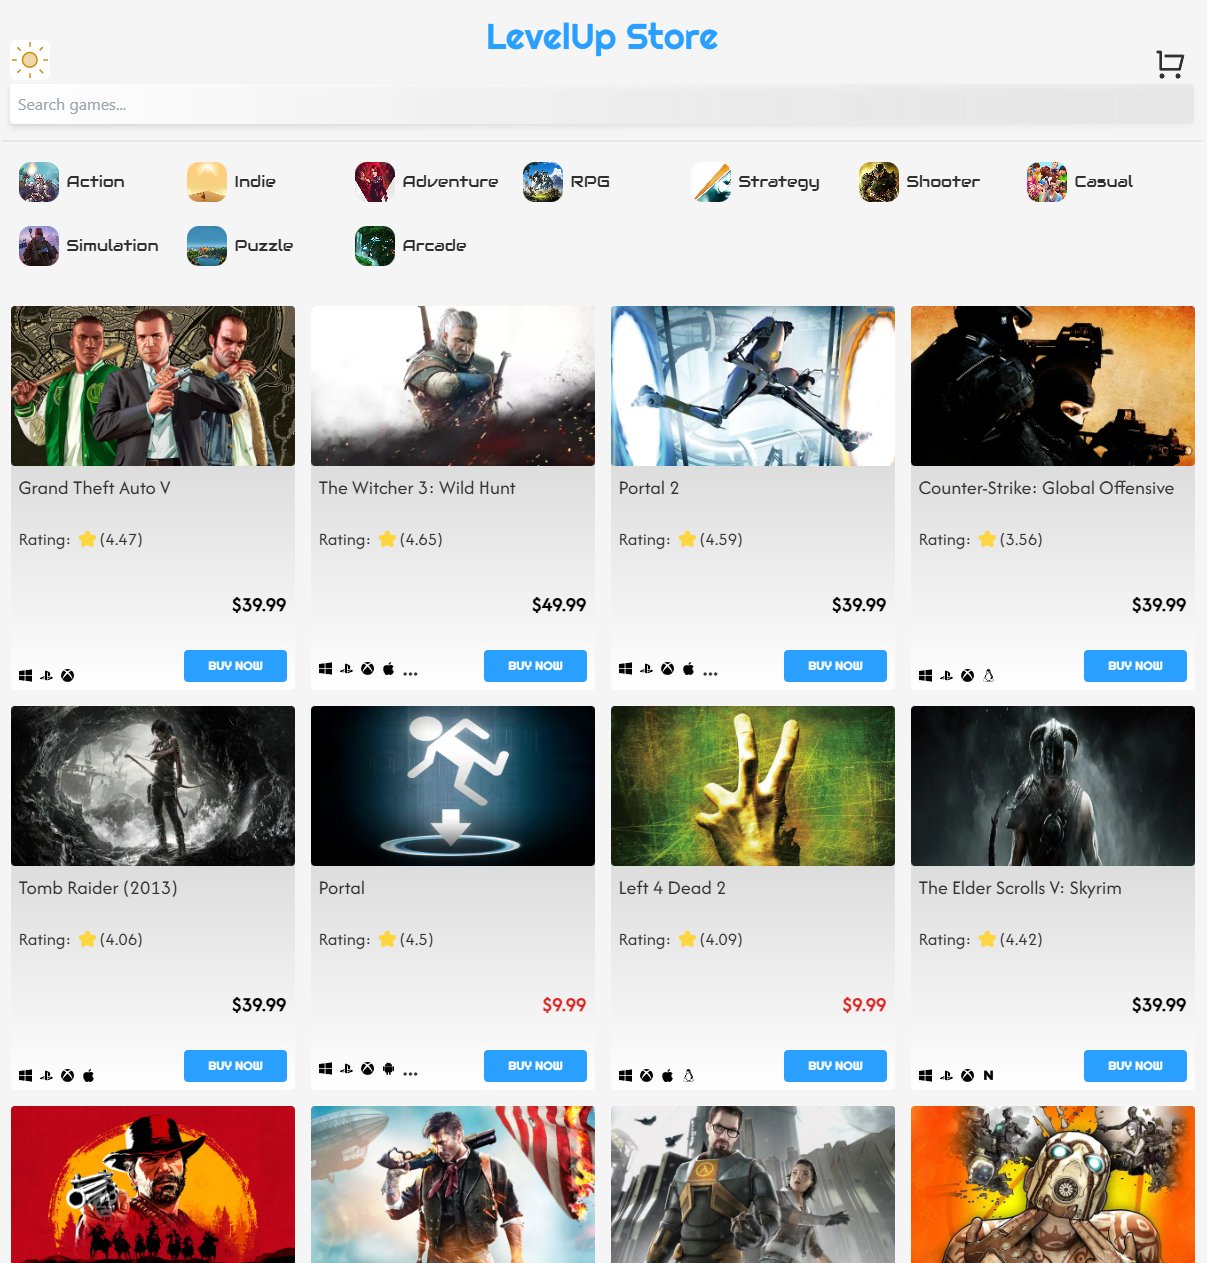 LevelUp Store
Search games...
Action Indie Adventure RPG Strategy Shooter Casual
Simulation Puzzle Arcade
Grand Theft Auto V
Rating: (4.47)
$39.99
BUY NOW
The Witcher 3: Wild Hunt
Rating: (4.65)
$49.99
...
BUY NOW
Portal 2
Rating: (4.59)
$39.99
...
BUY NOW
Counter-Strike: Global Offensive
Rating: (3.56)
$39.99
BUY NOW
Tomb Raider (2013)
Rating: (4.06)
$39.99
BUY NOW
Portal
Rating: (4.5)
$9.99
...
BUY NOW
Left 4 Dead 2
Rating: (4.09)
$9.99
BUY NOW
The Elder Scrolls V: Skyrim
Rating: (4.42)
$39.99
BUY NOW